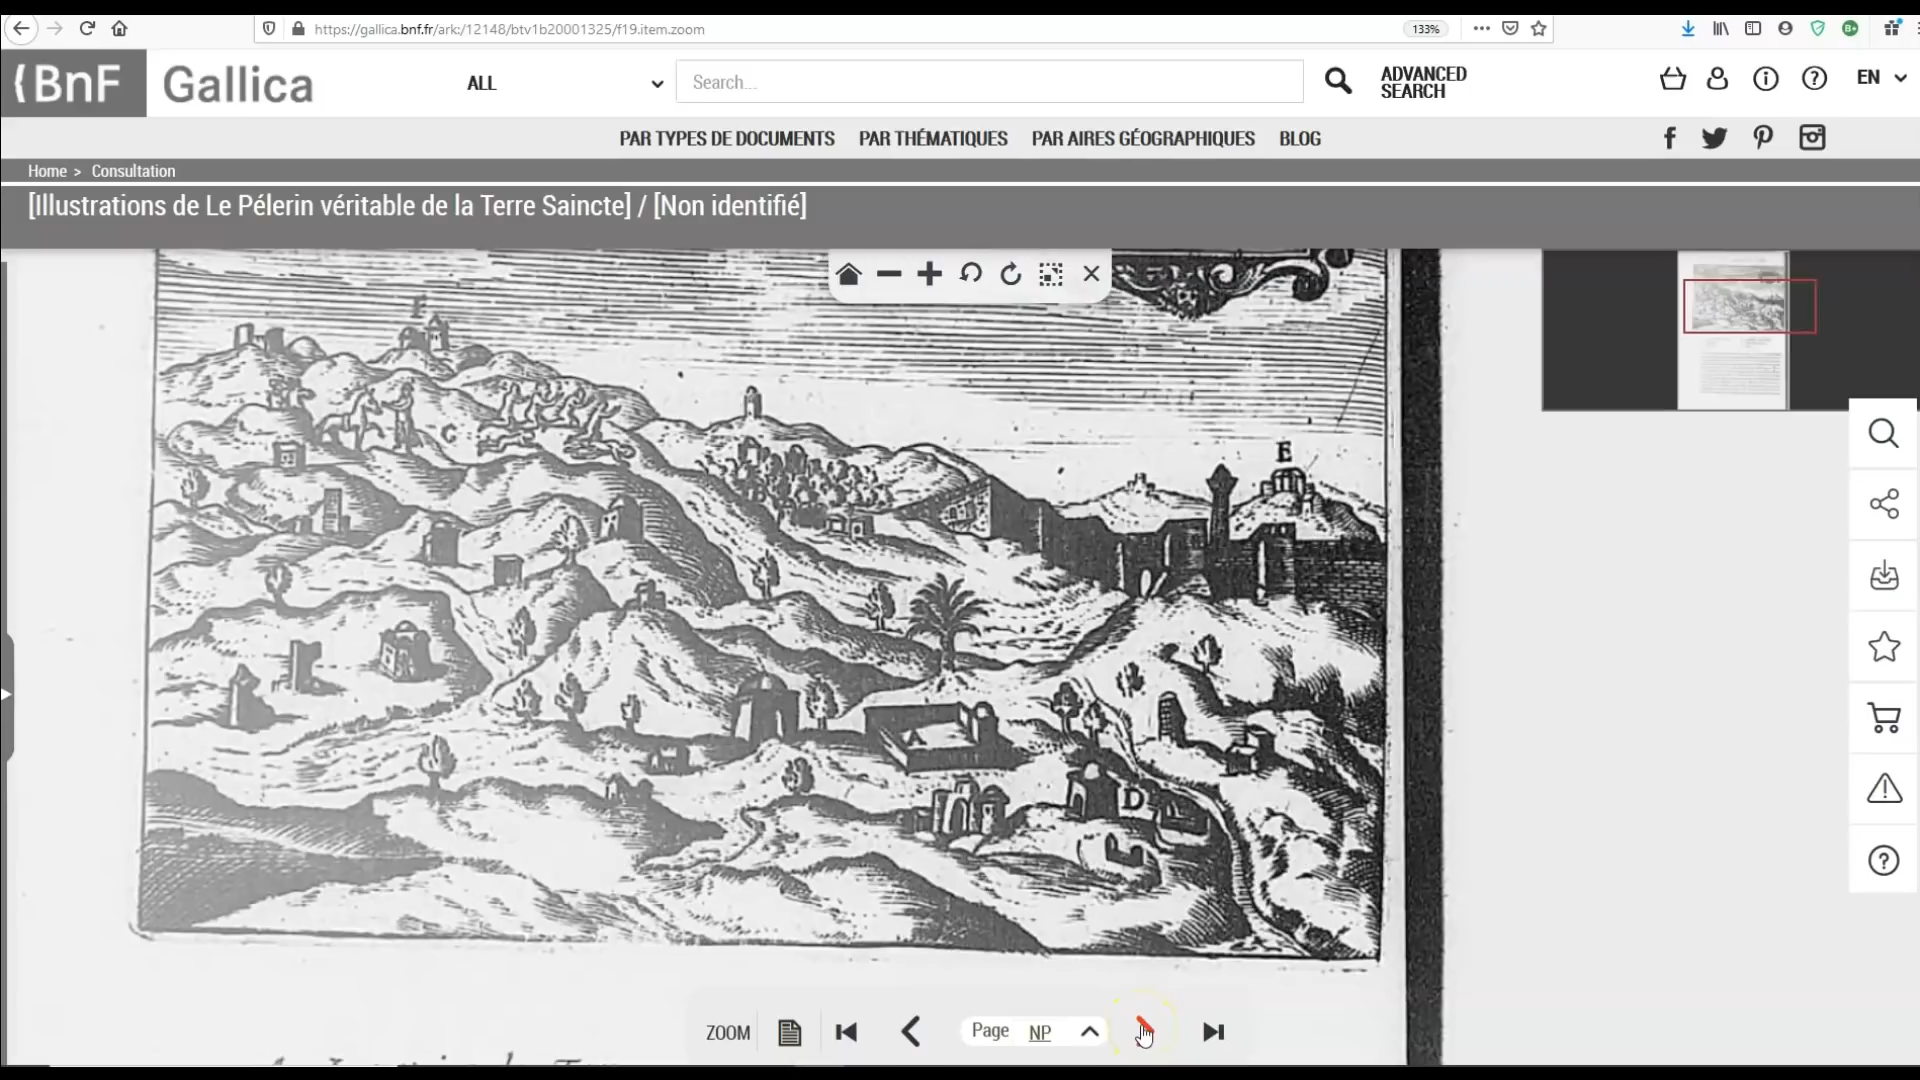 https://gallica.bnf.fr/ark:/12148/btv1b20001325/f19.item.zoom
133%
BnF Gallica
ALL
Search...
ADVANCED
SEARCH
EN
PAR TYPES DE DOCUMENTS PAR THÉMATIQUES PAR AIRES GÉOGRAPHIQUES BLOG
Home > Consultation
[Illustrations de Le Pélerin véritable de la Terre Saincte] / [Non identifié]
F
C
E
A
D
ZOOM
Page NP